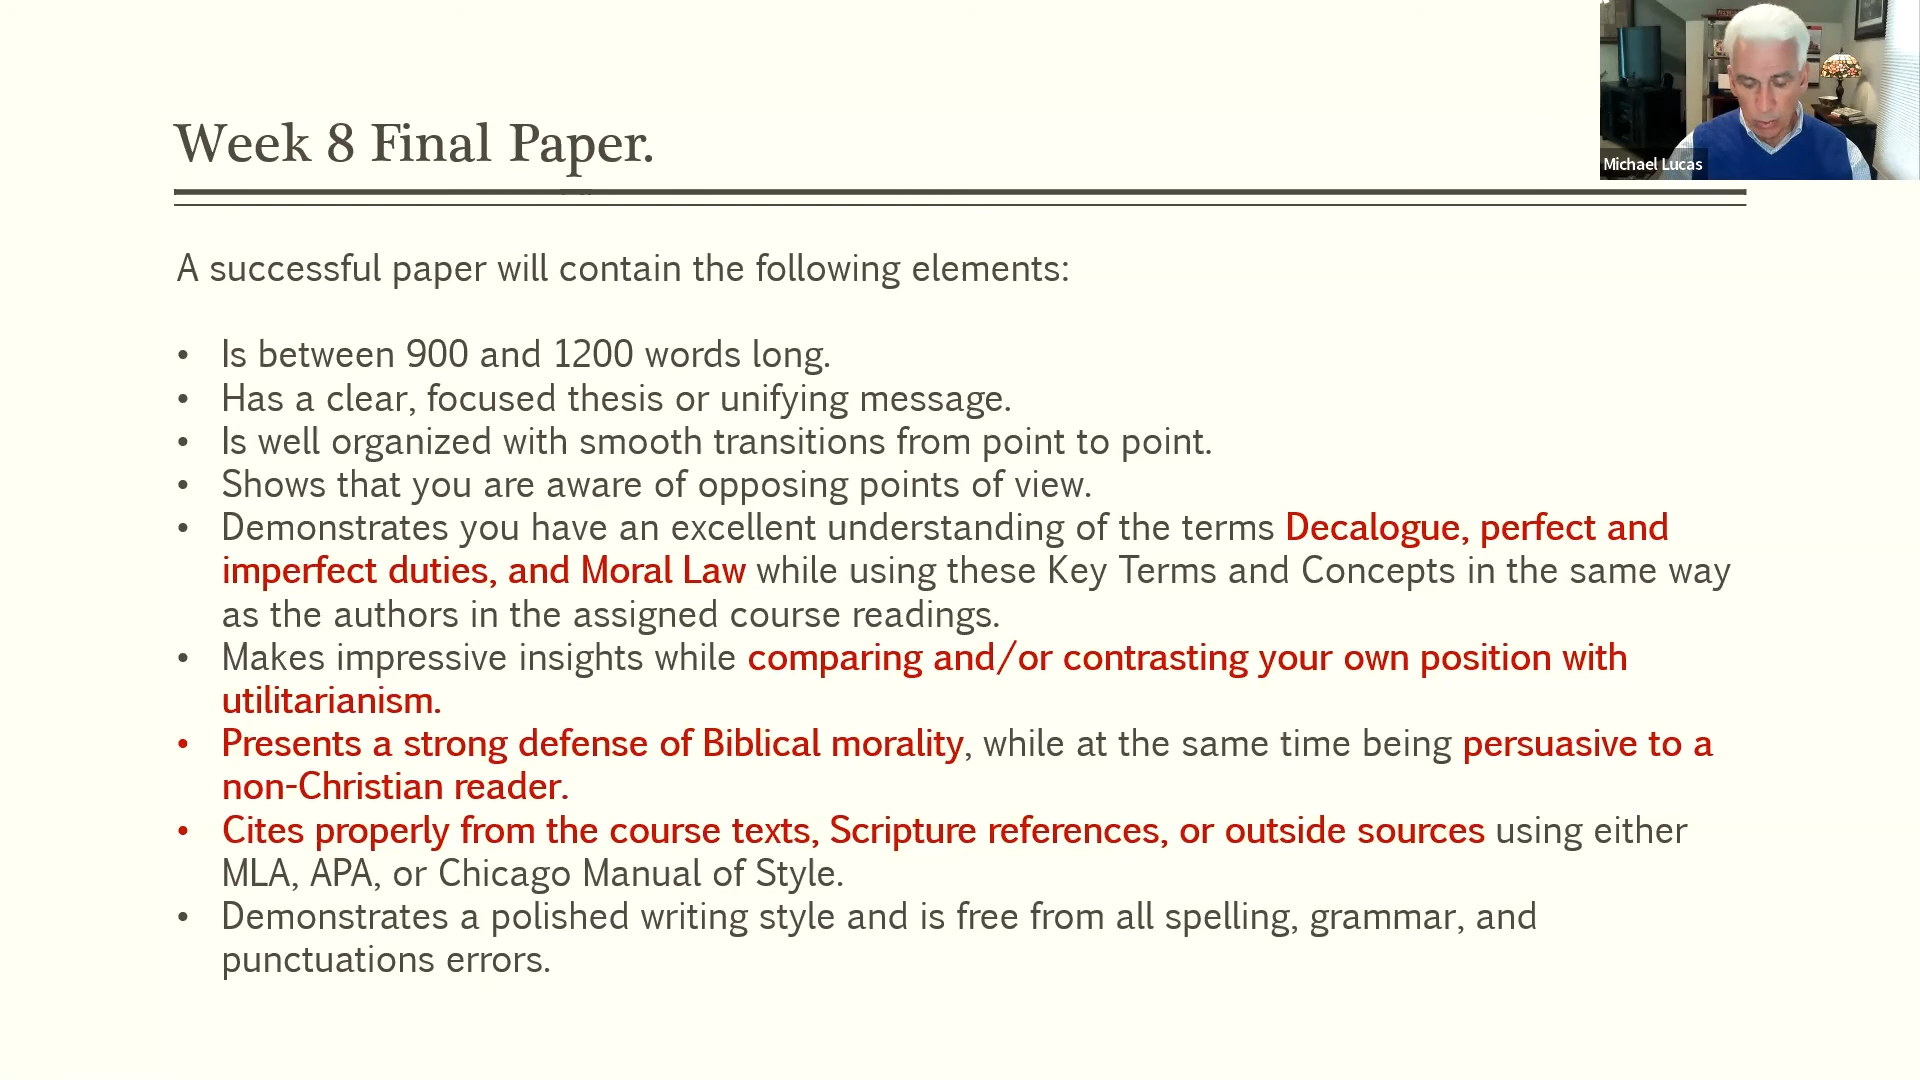 Week 8 Final Paper.
Michael Lucas
A successful paper will contain the following elements:
• Is between 900 and 1200 words long.
• Has a clear, focused thesis or unifying message.
• Is well organized with smooth transitions from point to point.
• Shows that you are aware of opposing points of view.
• Demonstrates you have an excellent understanding of the terms Decalogue, perfect and
imperfect duties, and Moral Law while using these Key Terms and Concepts in the same way
as the authors in the assigned course readings.
• Makes impressive insights while comparing and/or contrasting your own position with
utilitarianism.
• Presents a strong defense of Biblical morality, while at the same time being persuasive to a
non-Christian reader.
• Cites properly from the course texts, Scripture references, or outside sources using either
MLA, APA, or Chicago Manual of Style.
• Demonstrates a polished writing style and is free from all spelling, grammar, and
punctuations errors.